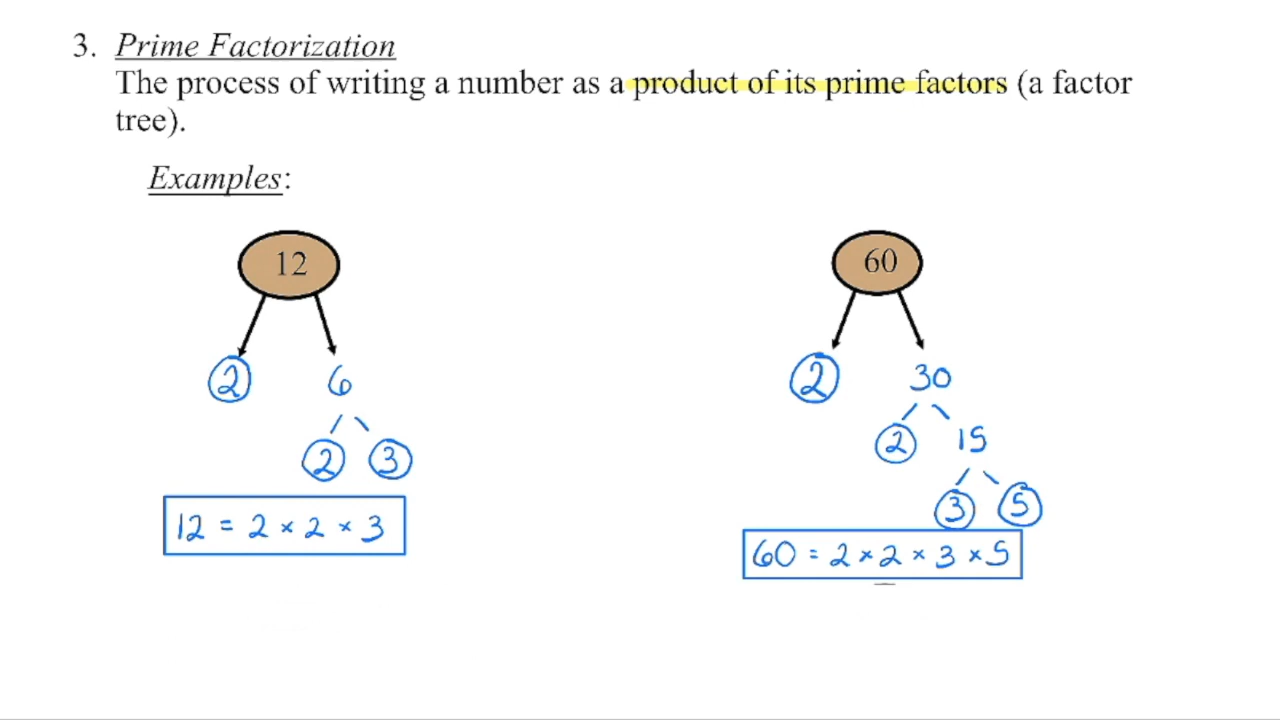 3. Prime Factorization
The process of writing a number as a product of its prime factors (a factor
tree).
Examples:
12
2 6
2 3
12 = 2 × 2 × 3
60
2 30
2 15
3 5
60 = 2 × 2 × 3 × 5